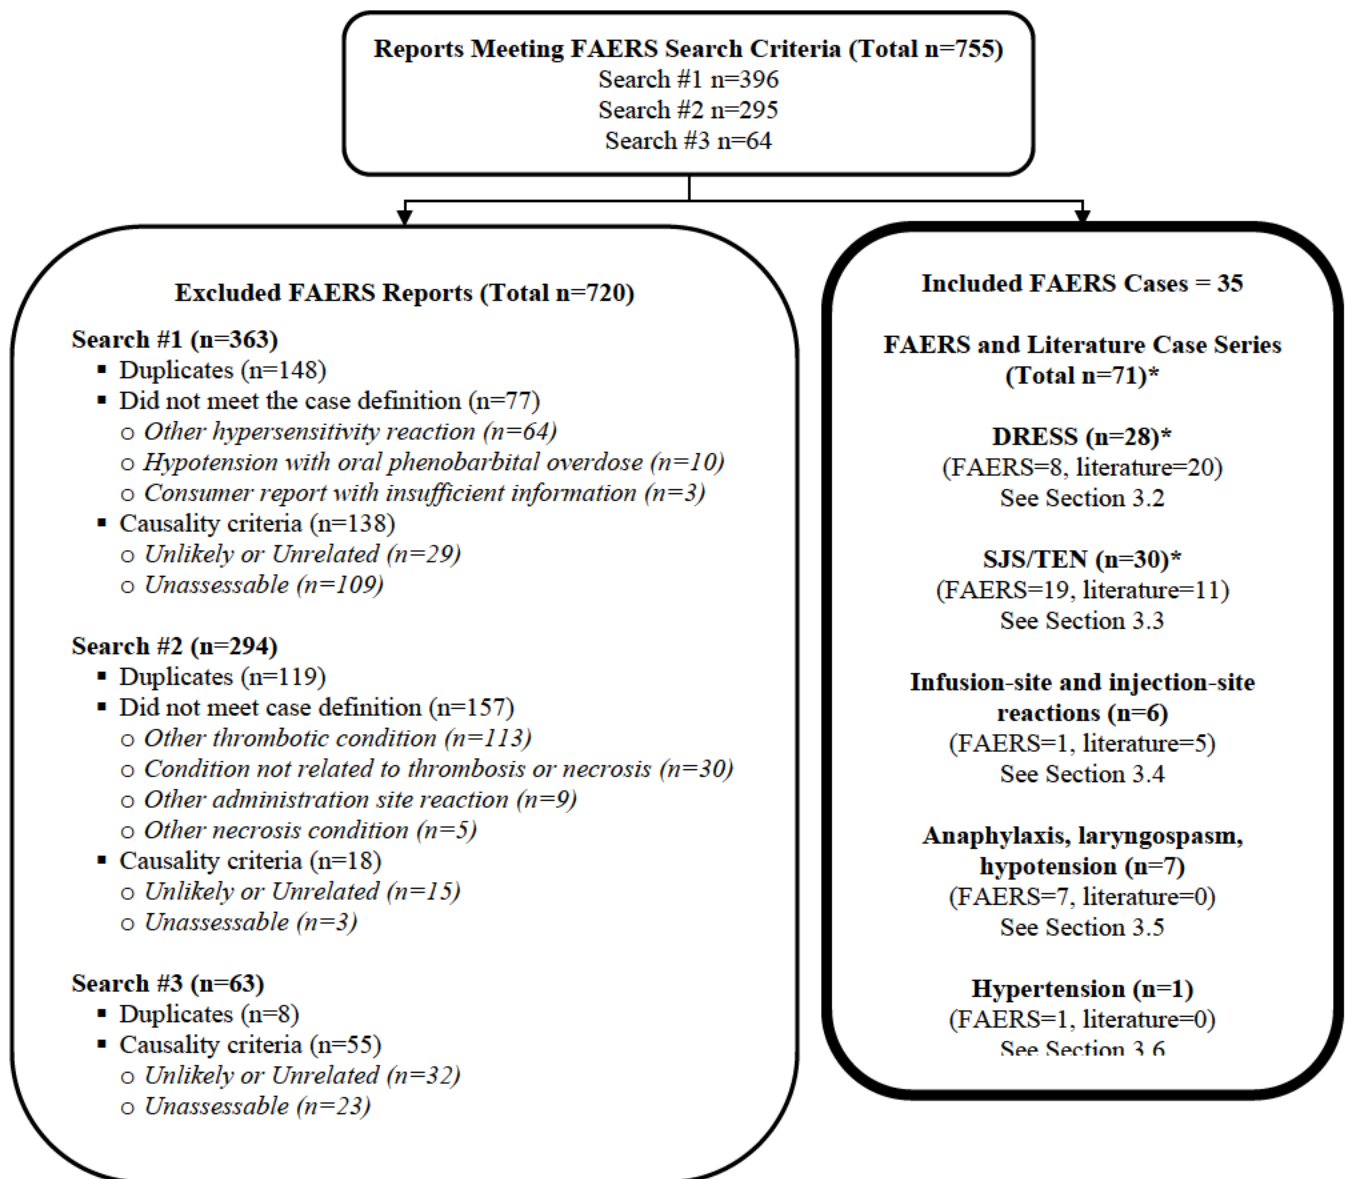 Reports Meeting FAERS Search Criteria (Total n=755)
Search #1 n=396
Search #2 n=295
Search #3 n=64
Excluded FAERS Reports (Total n=720)
Search #1 (n=363)
▪ Duplicates (n=148)
▪ Did not meet the case definition (n=77)
o Other hypersensitivity reaction (n=64)
o Hypotension with oral phenobarbital overdose (n=10)
o Consumer report with insufficient information (n=3)
▪ Causality criteria (n=138)
o Unlikely or Unrelated (n=29)
o Unassessable (n=109)
Search #2 (n=294)
▪ Duplicates (n=119)
▪ Did not meet case definition (n=157)
o Other thrombotic condition (n=113)
o Condition not related to thrombosis or necrosis (n=30)
o Other administration site reaction (n=9)
o Other necrosis condition (n=5)
▪ Causality criteria (n=18)
o Unlikely or Unrelated (n=15)
o Unassessable (n=3)
Search #3 (n=63)
▪ Duplicates (n=8)
▪ Causality criteria (n=55)
o Unlikely or Unrelated (n=32)
o Unassessable (n=23)
Included FAERS Cases = 35
FAERS and Literature Case Series
(Total n=71)*
DRESS (n=28)*
(FAERS=8, literature=20)
See Section 3.2
SJS/TEN (n=30)*
(FAERS=19, literature=11)
See Section 3.3
Infusion-site and injection-site
reactions (n=6)
(FAERS=1, literature=5)
See Section 3.4
Anaphylaxis, laryngospasm,
hypotension (n=7)
(FAERS=7, literature=0)
See Section 3.5
Hypertension (n=1)
(FAERS=1, literature=0)
See Section 3.6